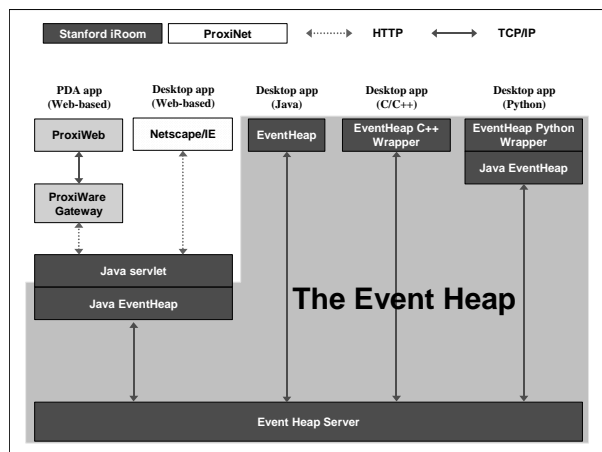 Stanford iRoom
ProxiNet
HTTP
TCP/IP
PDA app
(Web-based)
Desktop app
(Web-based)
Desktop app
(Java)
Desktop app
(C/C++)
Desktop app
(Python)
ProxiWeb
Netscape/IE
EventHeap
EventHeap C++
Wrapper
EventHeap Python
Wrapper
Java EventHeap
ProxiWare
Gateway
Java servlet
Java EventHeap
The Event Heap
Event Heap Server